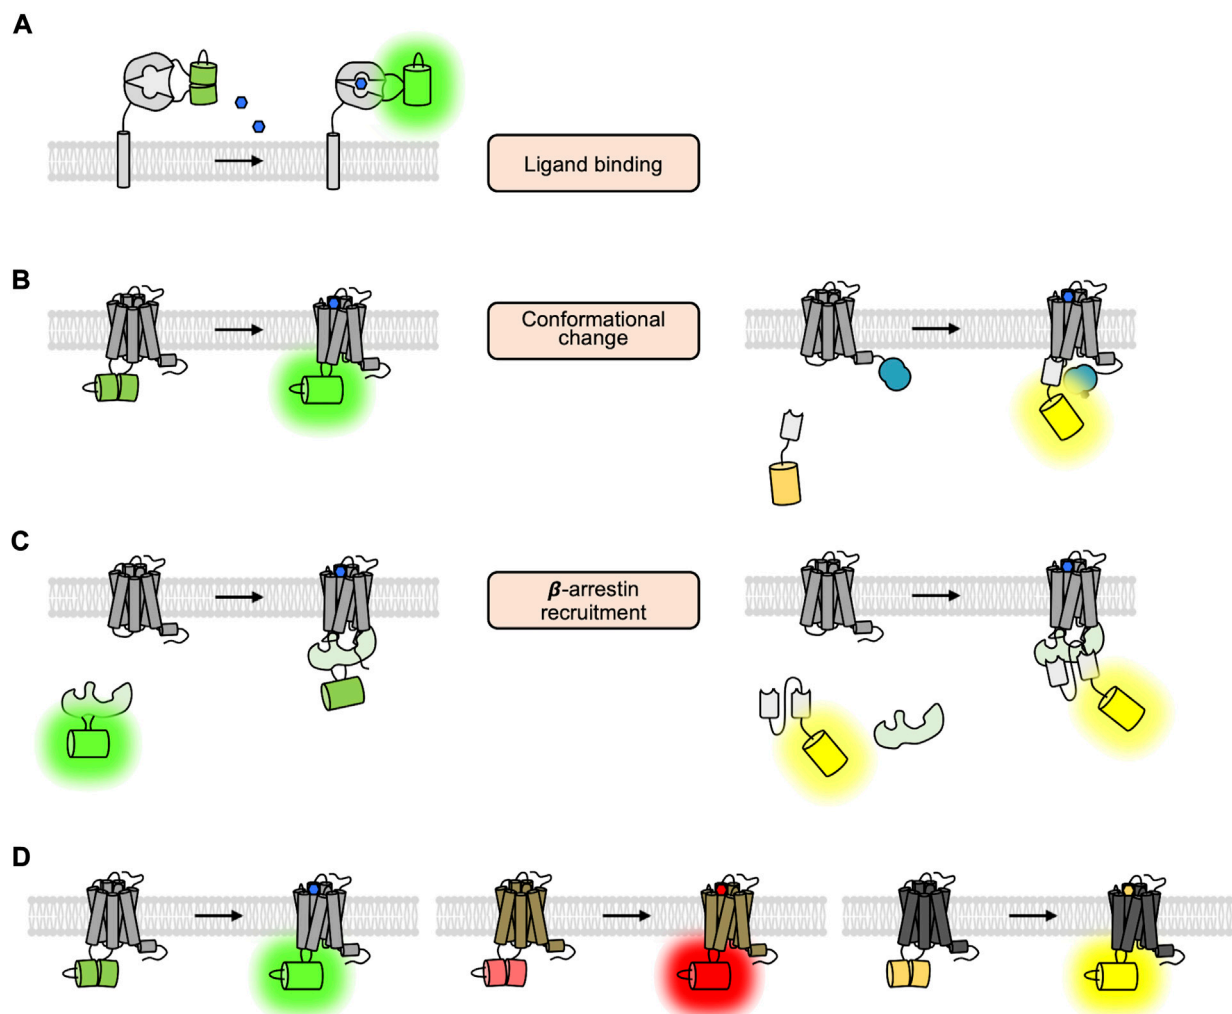 A
Ligand binding
B
Conformational
change
C
β-arrestin
recruitment
D